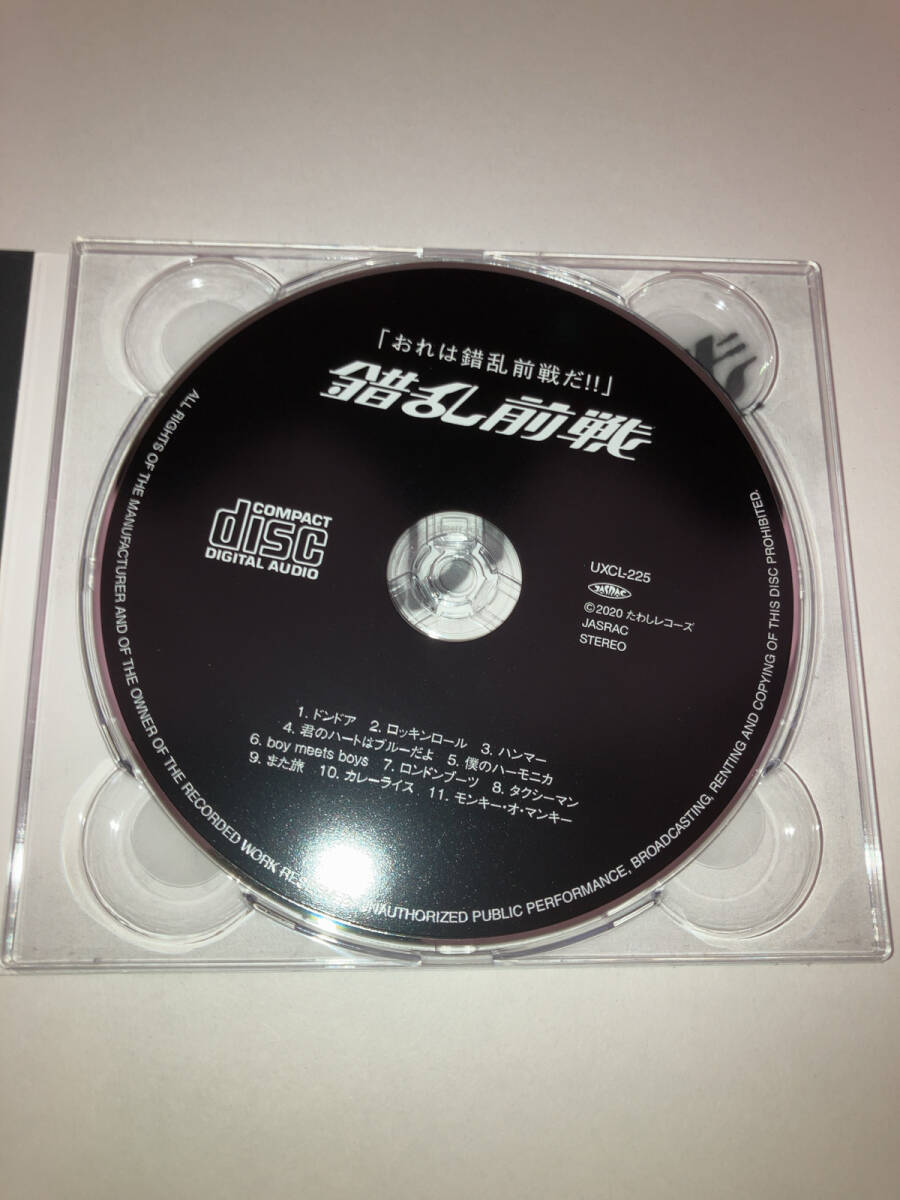 「おれは錯乱前戦だ!!」
錯乱前戦
COMPACT
disc
DIGITAL AUDIO
UXCL-225
JASRAC
©2020 たわしレコーズ
JASRAC
STEREO
1. ドンドア 2. ロッキンロール 3. ハンマー
4. 君のハートはブルーだよ 5. 僕のハーモニカ
6. boy meets boys 7. ロンドンブーツ 8. タクシーマン
9. また旅 10. カレーライス 11. モンキー・オ・マンキー
ALL RIGHTS OF THE MANUFACTURER AND OF THE OWNER OF THE RECORDED WORK UNAUTHORIZED PUBLIC PERFORMANCE, BROADCASTING, RENTING AND COPYING OF THIS DISC PROHIBITED.